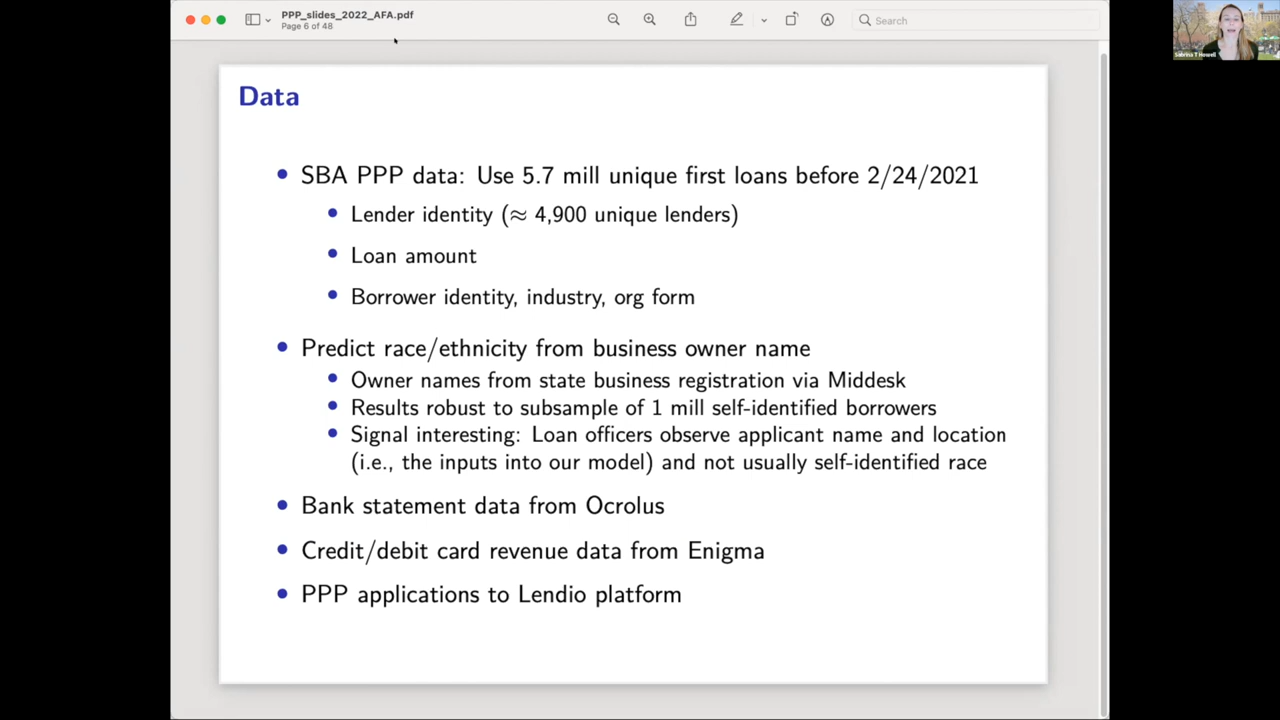 PPP_slides_2022_AFA.pdf
Page 6 of 48
Search
Sabrina T Howell
Data
SBA PPP data: Use 5.7 mill unique first loans before 2/24/2021
Lender identity (≈ 4,900 unique lenders)
Loan amount
Borrower identity, industry, org form
Predict race/ethnicity from business owner name
Owner names from state business registration via Middesk
Results robust to subsample of 1 mill self-identified borrowers
Signal interesting: Loan officers observe applicant name and location
(i.e., the inputs into our model) and not usually self-identified race
Bank statement data from Ocrolus
Credit/debit card revenue data from Enigma
PPP applications to Lendio platform